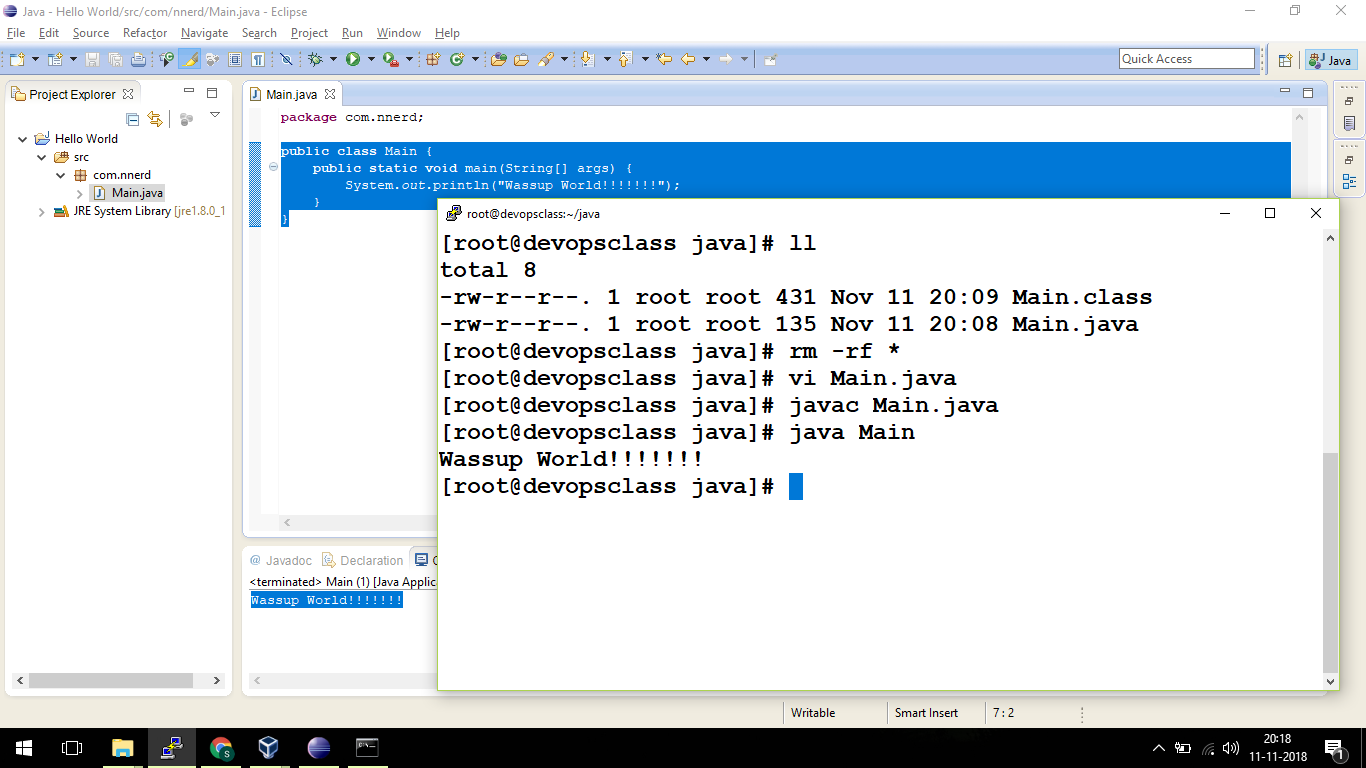 Java - Hello World/src/com/nnerd/Main.java - Eclipse
File Edit Source Refactor Navigate Search Project Run Window Help
Quick Access
Java
Project Explorer
Hello World
src
com.nnerd
Main.java
JRE System Library [jre1.8.0_1
Main.java
package com.nnerd;
public class Main {
public static void main(String[] args) {
System.out.println("Wassup World!!!!!!!");
}
}
root@devopsclass:~/java
[root@devopsclass java]# ll
total 8
-rw-r--r--. 1 root root 431 Nov 11 20:09 Main.class
-rw-r--r--. 1 root root 135 Nov 11 20:08 Main.java
[root@devopsclass java]# rm -rf *
[root@devopsclass java]# vi Main.java
[root@devopsclass java]# javac Main.java
[root@devopsclass java]# java Main
Wassup World!!!!!!!
[root@devopsclass java]#
@ Javadoc Declaration
<terminated> Main (1) [Java Applic
Wassup World!!!!!!!
Writable Smart Insert 7 : 2
20:18
11-11-2018
1